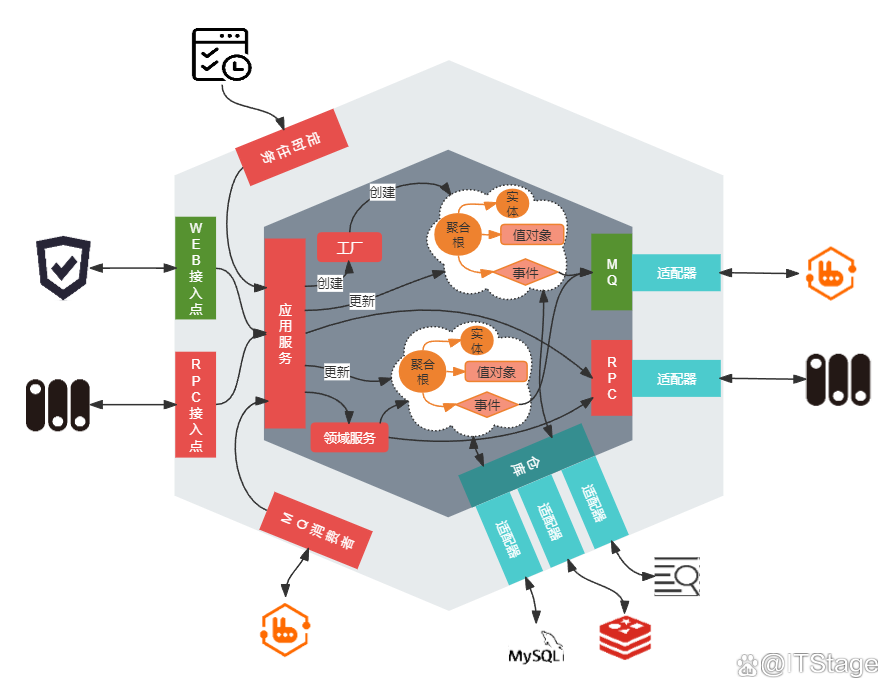 定时任务
创建
实
体
聚合
根
值对象
事件
WEB接入点
工厂
创建
更新
MQ
适配器
应用服务
实
体
聚合
根
值对象
事件
更新
RPC
适配器
RPC接入点
领域服务
仓库
适配器
适配器
适配器
MQ消费者
MySQL
@ITStage